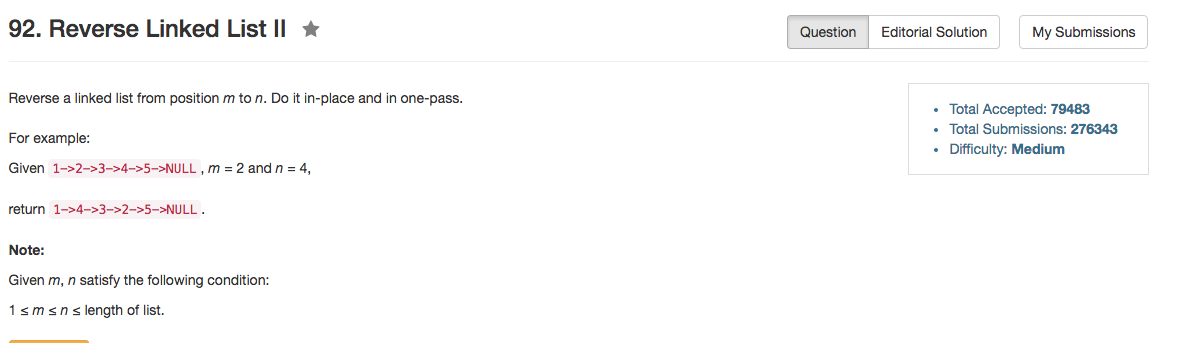 92. Reverse Linked List II ★
Question
Editorial Solution
My Submissions
Reverse a linked list from position m to n. Do it in-place and in one-pass.
For example:
Given 1->2->3->4->5->NULL, m = 2 and n = 4,
return 1->4->3->2->5->NULL.
Note:
Given m, n satisfy the following condition:
1 ≤ m ≤ n ≤ length of list.
• Total Accepted: 79483
• Total Submissions: 276343
• Difficulty: Medium